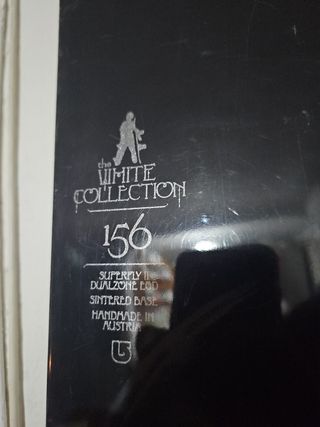 the
WHITE
COLLECTION
156
SUPERFLY II
DUALZONE EGD
SINTERED BASE
HANDMADE IN
AUSTRIA